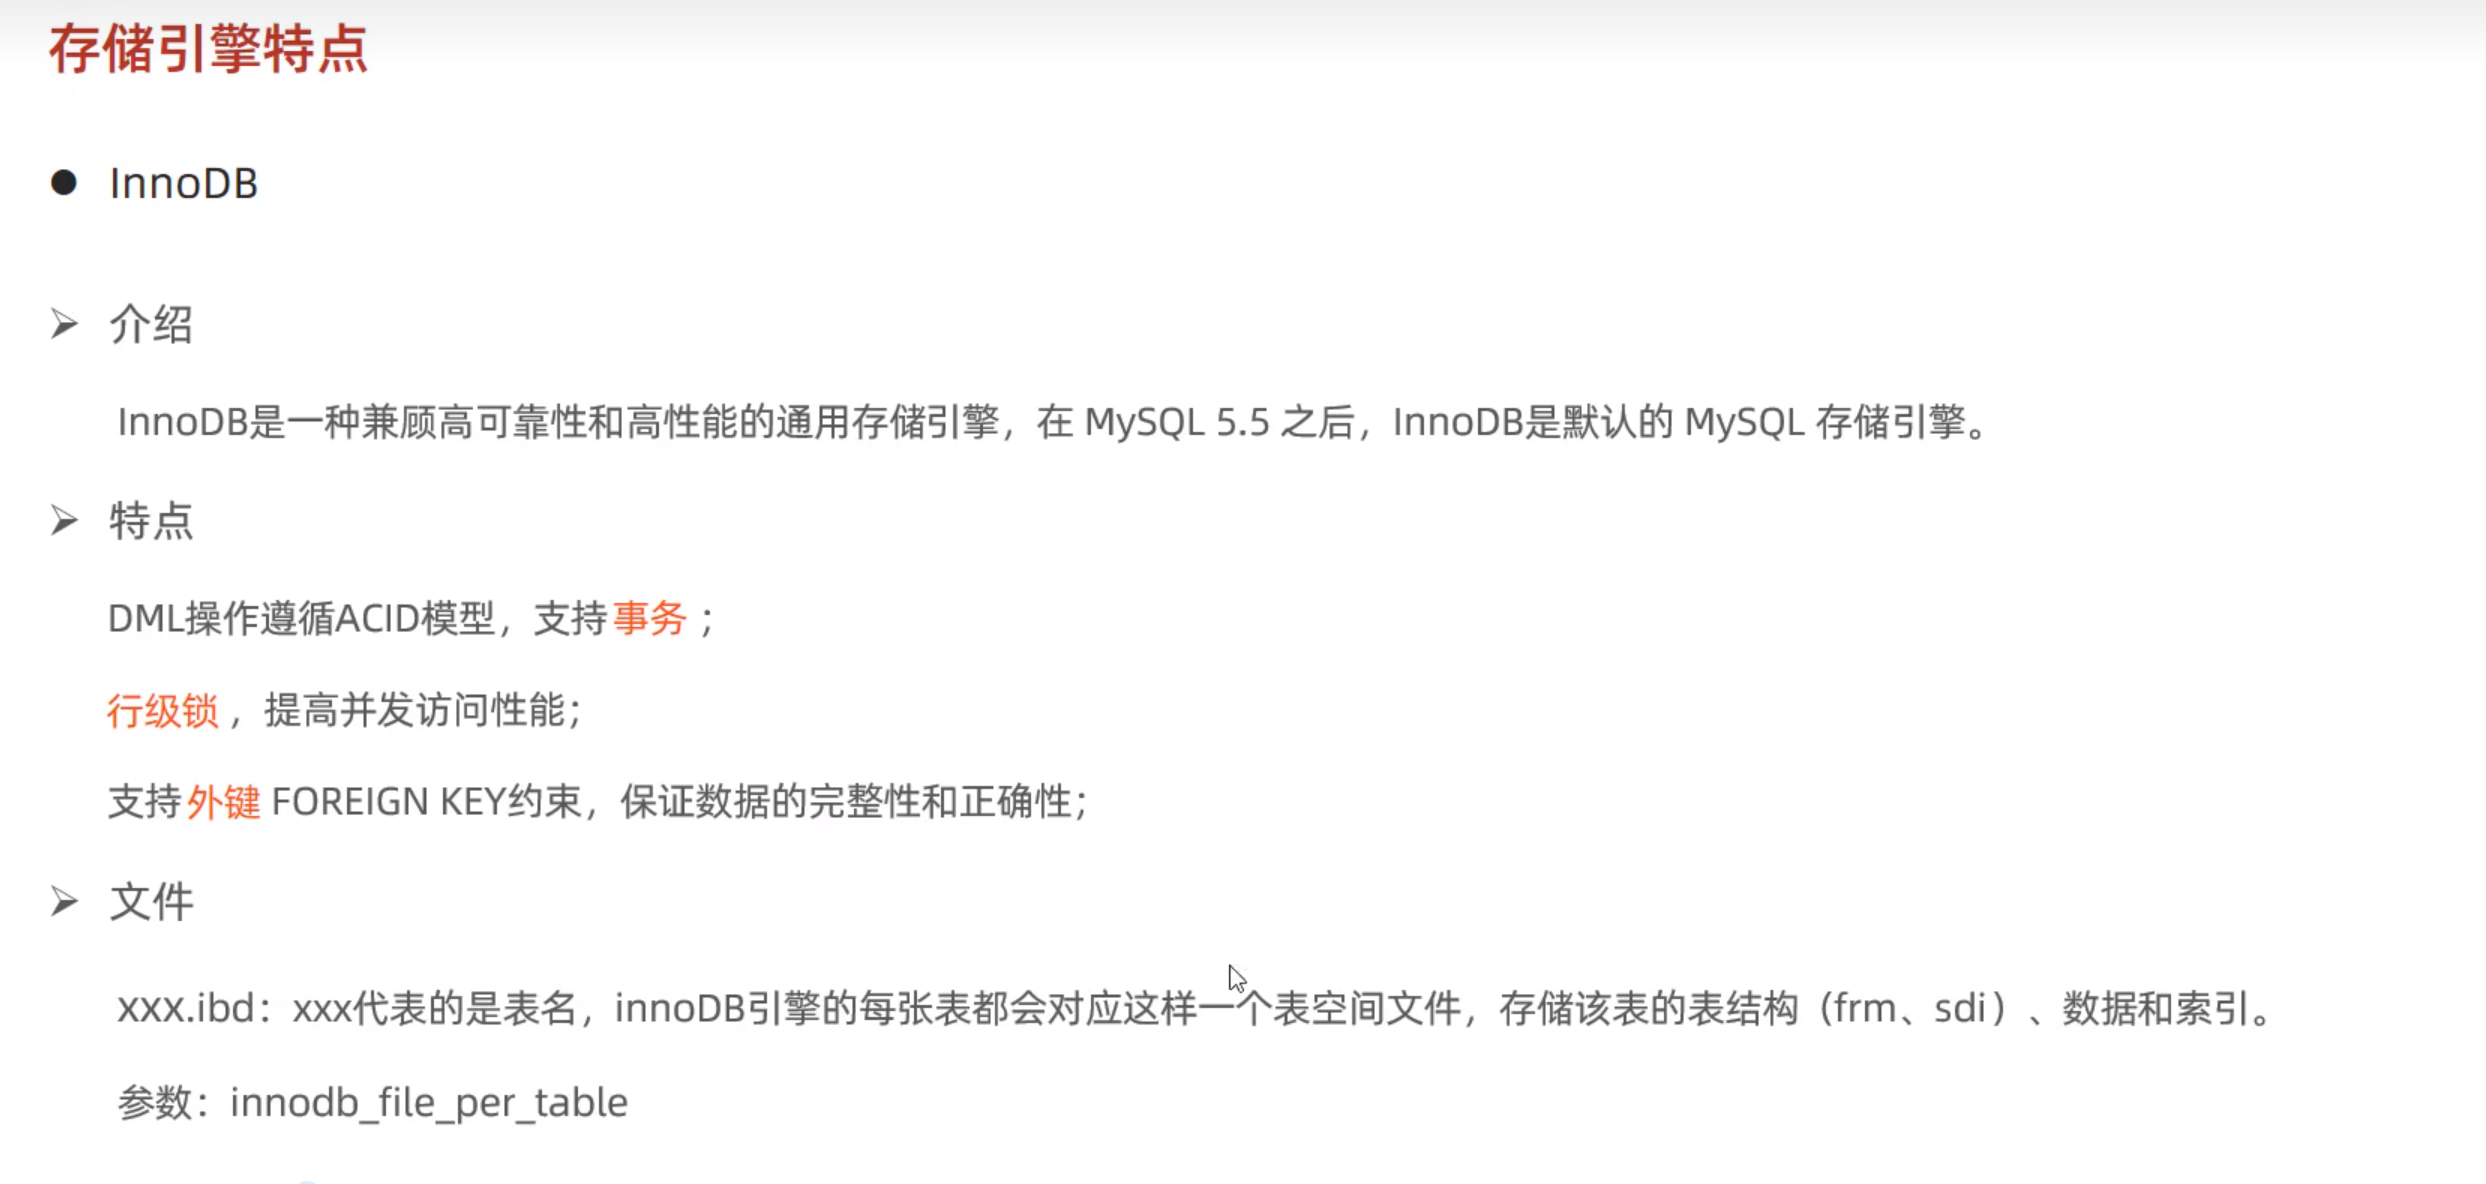 存储引擎特点
● InnoDB
➢ 介绍
InnoDB是一种兼顾高可靠性和高性能的通用存储引擎，在 MySQL 5.5 之后，InnoDB是默认的 MySQL 存储引擎。
➢ 特点
DML操作遵循ACID模型，支持事务；
行级锁，提高并发访问性能；
支持外键 FOREIGN KEY约束，保证数据的完整性和正确性；
➢ 文件
xxx.ibd：xxx代表的是表名，innoDB引擎的每张表都会对应这样一个表空间文件，存储该表的表结构（frm、sdi）、数据和索引。
参数：innodb_file_per_table